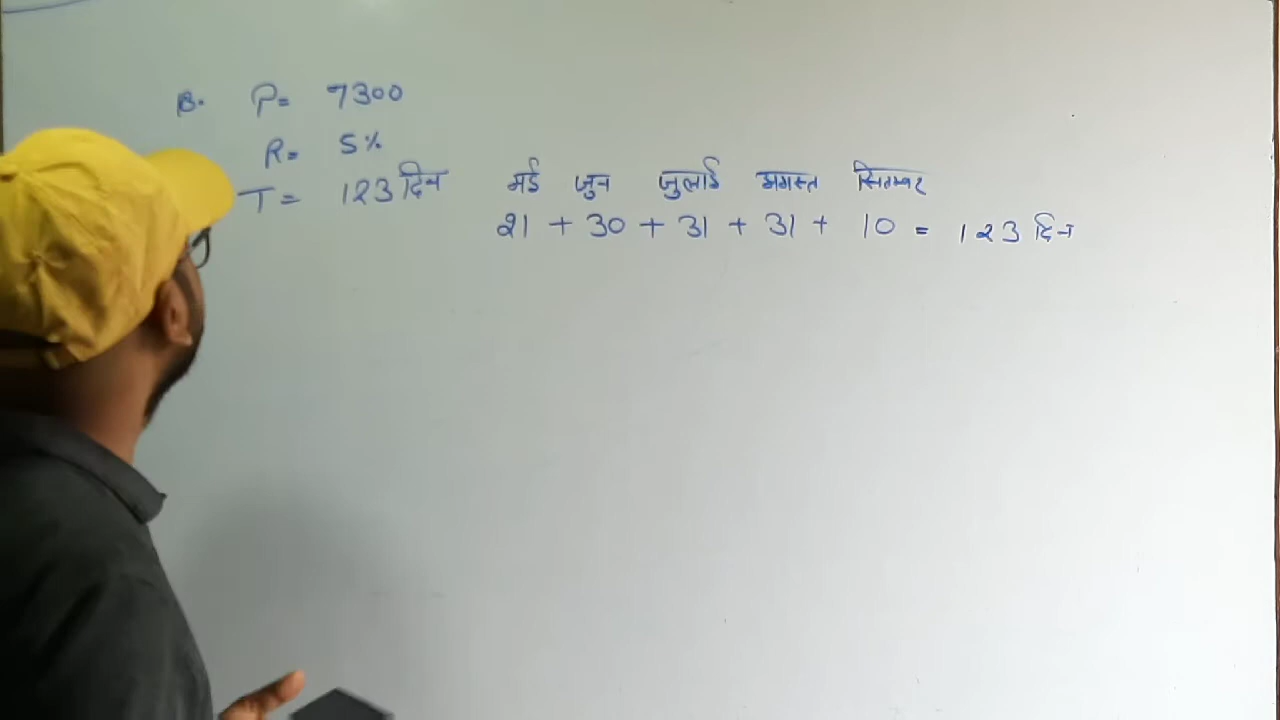 8. P= 7300
R= 5%
T= 123 दिन मई जुन जुलाई अगस्त सितम्बर
21 + 30 + 31 + 31 + 10 = 123 दिन